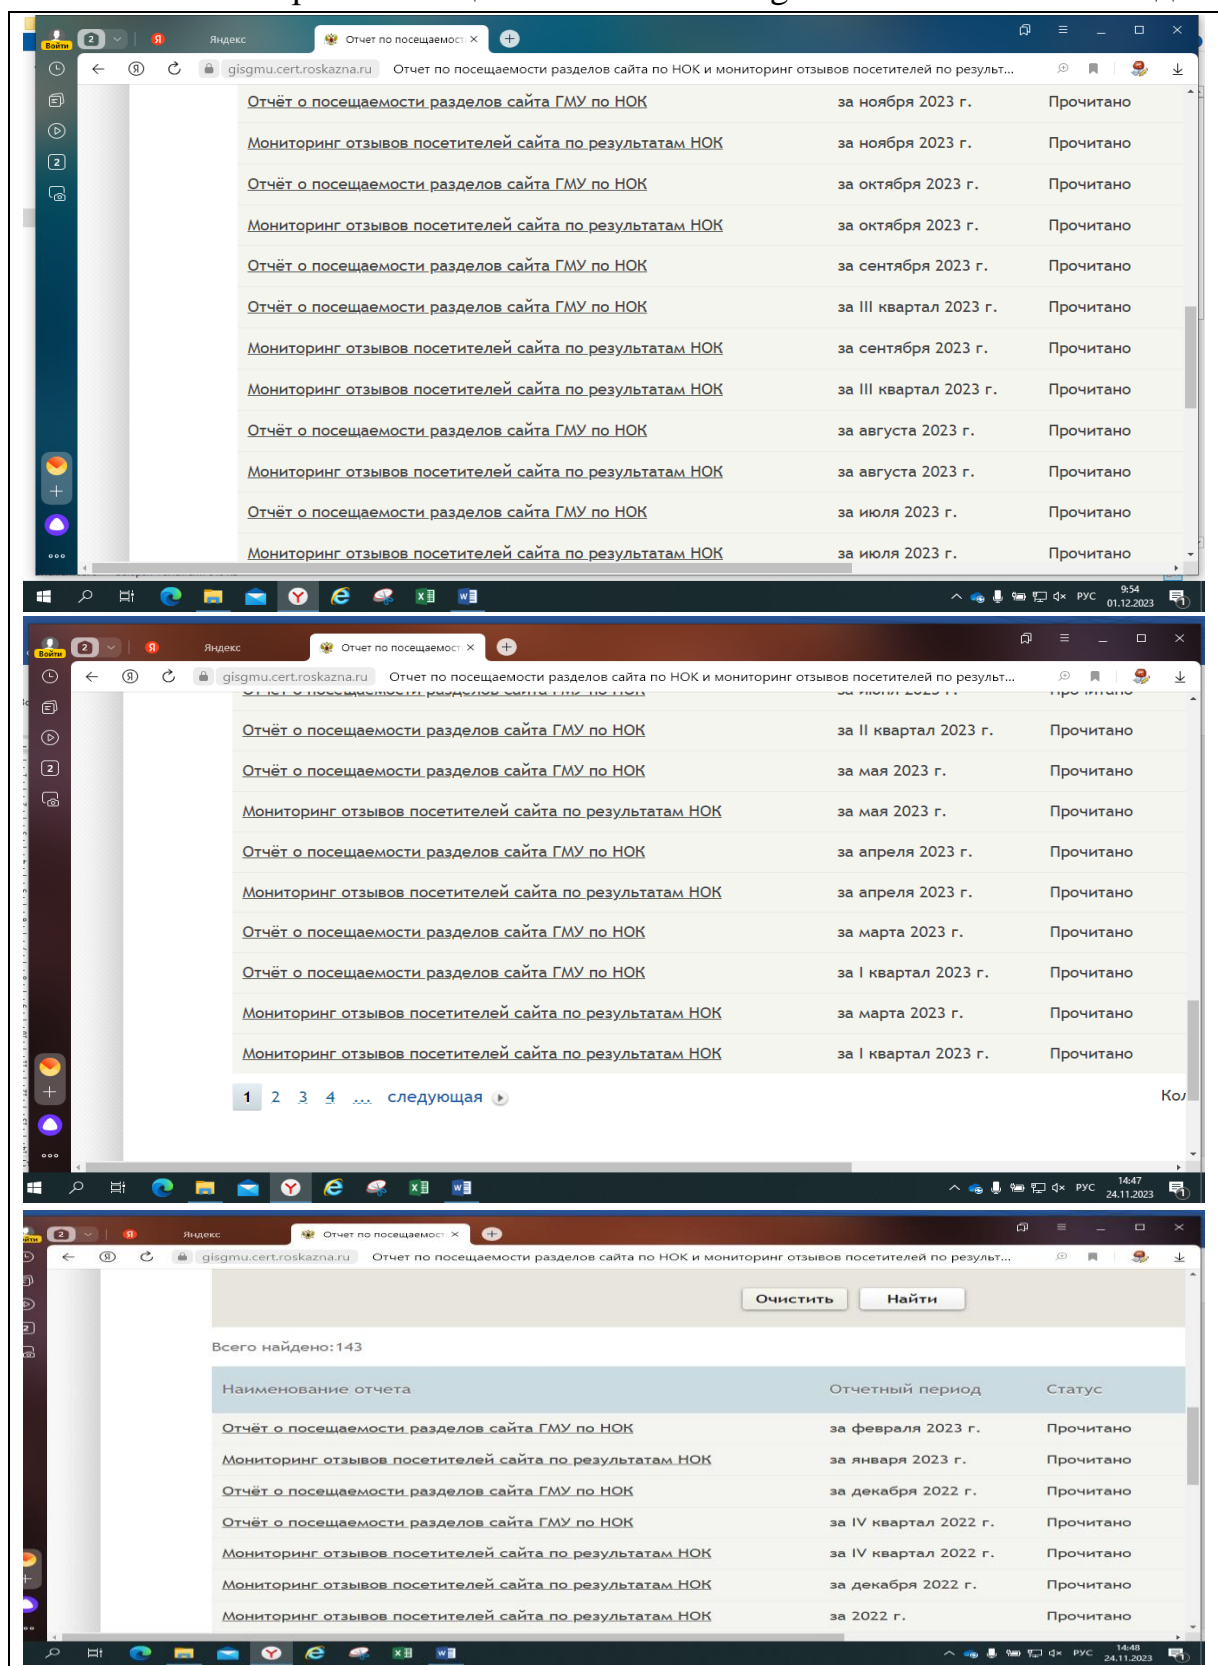 Войти 2 Я Яндекс Отчет по посещаемост
gisgmu.cert.roskazna.ru Отчет по посещаемости разделов сайта по НОК и мониторинг отзывов посетителей по результ...
Отчёт о посещаемости разделов сайта ГМУ по НОК за ноября 2023 г. Прочитано
Мониторинг отзывов посетителей сайта по результатам НОК за ноября 2023 г. Прочитано
Отчёт о посещаемости разделов сайта ГМУ по НОК за октября 2023 г. Прочитано
Мониторинг отзывов посетителей сайта по результатам НОК за октября 2023 г. Прочитано
Отчёт о посещаемости разделов сайта ГМУ по НОК за сентября 2023 г. Прочитано
Отчёт о посещаемости разделов сайта ГМУ по НОК за III квартал 2023 г. Прочитано
Мониторинг отзывов посетителей сайта по результатам НОК за сентября 2023 г. Прочитано
Мониторинг отзывов посетителей сайта по результатам НОК за III квартал 2023 г. Прочитано
Отчёт о посещаемости разделов сайта ГМУ по НОК за августа 2023 г. Прочитано
Мониторинг отзывов посетителей сайта по результатам НОК за августа 2023 г. Прочитано
Отчёт о посещаемости разделов сайта ГМУ по НОК за июля 2023 г. Прочитано
Мониторинг отзывов посетителей сайта по результатам НОК за июля 2023 г. Прочитано
РУС 9:54
01.12.2023
Войти 2 Я Яндекс Отчет по посещаемост
gisgmu.cert.roskazna.ru Отчет по посещаемости разделов сайта по НОК и мониторинг отзывов посетителей по результ...
Отчёт о посещаемости разделов сайта ГМУ по НОК за II квартал 2023 г. Прочитано
Отчёт о посещаемости разделов сайта ГМУ по НОК за мая 2023 г. Прочитано
Мониторинг отзывов посетителей сайта по результатам НОК за мая 2023 г. Прочитано
Отчёт о посещаемости разделов сайта ГМУ по НОК за апреля 2023 г. Прочитано
Мониторинг отзывов посетителей сайта по результатам НОК за апреля 2023 г. Прочитано
Отчёт о посещаемости разделов сайта ГМУ по НОК за марта 2023 г. Прочитано
Отчёт о посещаемости разделов сайта ГМУ по НОК за I квартал 2023 г. Прочитано
Мониторинг отзывов посетителей сайта по результатам НОК за марта 2023 г. Прочитано
Мониторинг отзывов посетителей сайта по результатам НОК за I квартал 2023 г. Прочитано
1 2 3 4 ... следующая Кол
РУС 14:47
24.11.2023
2 Я Яндекс Отчет по посещаемост
gisgmu.cert.roskazna.ru Отчет по посещаемости разделов сайта по НОК и мониторинг отзывов посетителей по результ...
Очистить Найти
Всего найдено:143
Наименование отчета Отчетный период Статус
Отчёт о посещаемости разделов сайта ГМУ по НОК за февраля 2023 г. Прочитано
Мониторинг отзывов посетителей сайта по результатам НОК за января 2023 г. Прочитано
Отчёт о посещаемости разделов сайта ГМУ по НОК за декабря 2022 г. Прочитано
Отчёт о посещаемости разделов сайта ГМУ по НОК за IV квартал 2022 г. Прочитано
Мониторинг отзывов посетителей сайта по результатам НОК за IV квартал 2022 г. Прочитано
Мониторинг отзывов посетителей сайта по результатам НОК за декабря 2022 г. Прочитано
Мониторинг отзывов посетителей сайта по результатам НОК за 2022 г. Прочитано
РУС 14:48
24.11.2023